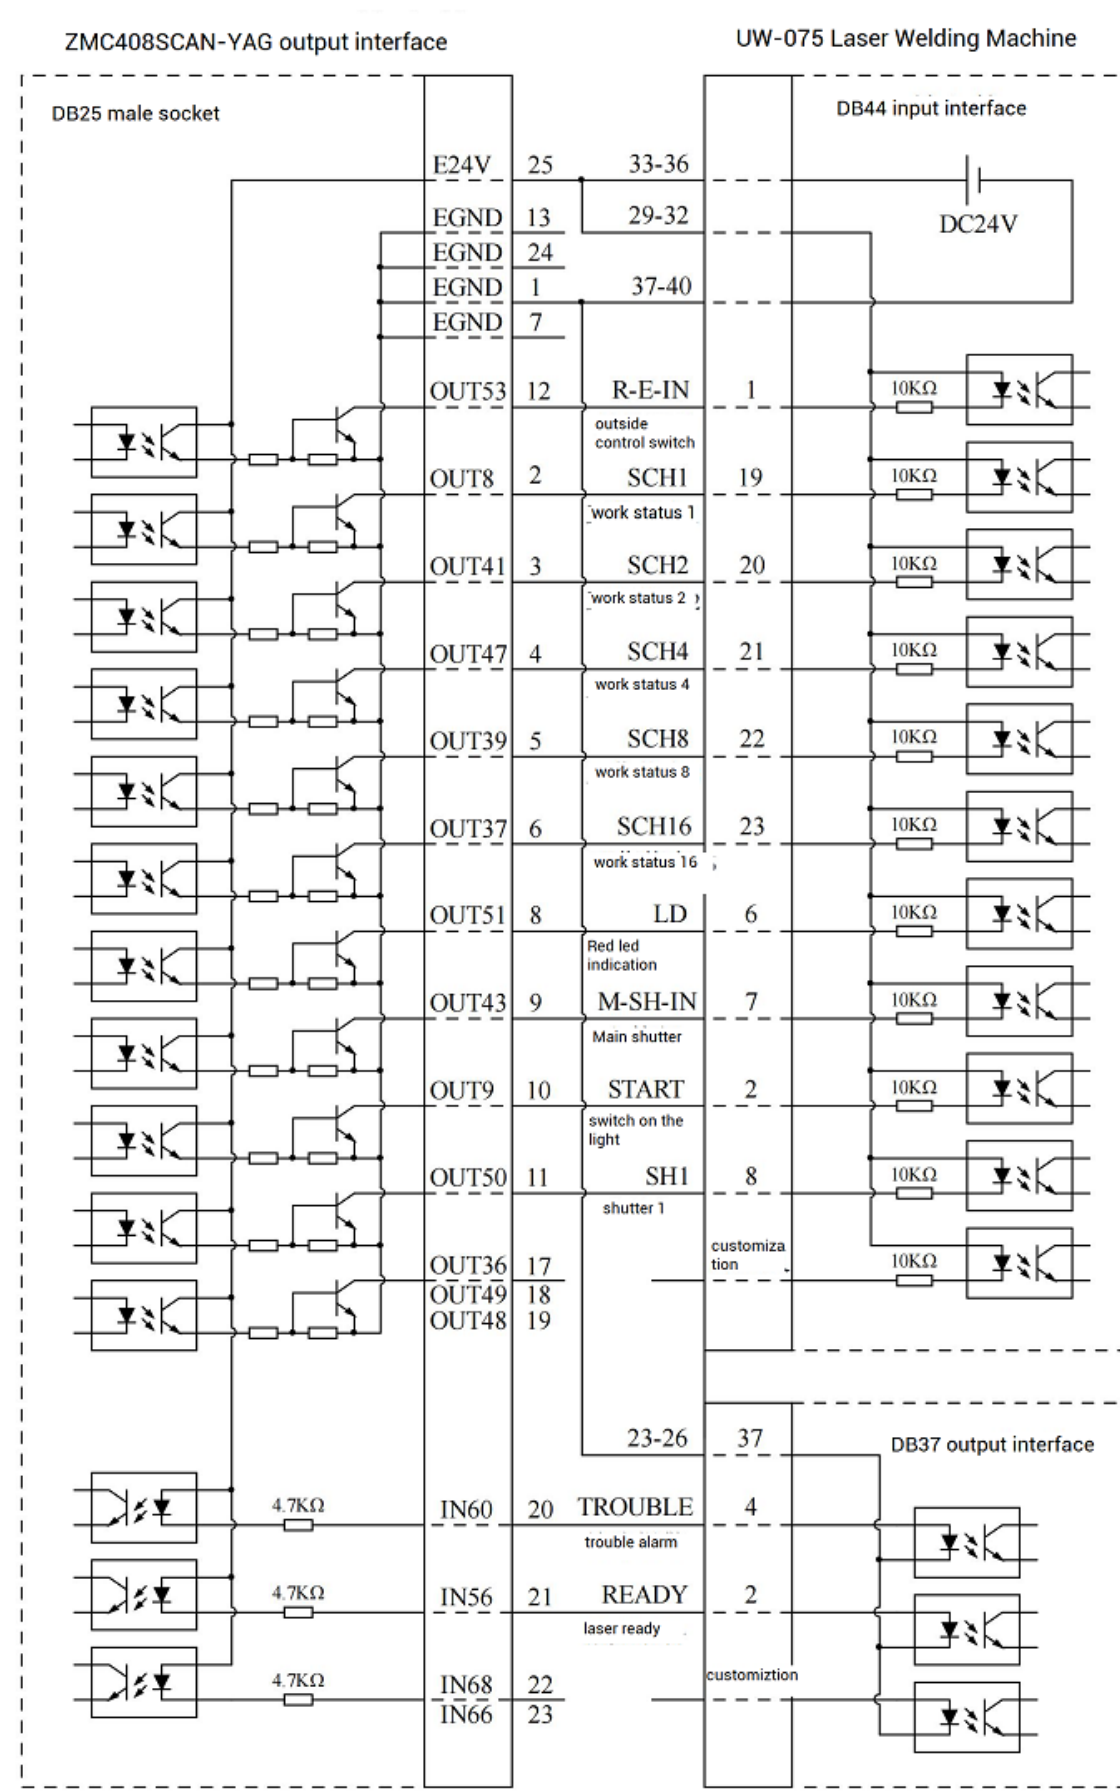 ZMC408SCAN-YAG output interface
UW-075 Laser Welding Machine
DB25 male socket
DB44 input interface
E24V 25 33-36
DC24V
EGND 13 29-32
EGND 24
EGND 1 37-40
EGND 7
OUT53 12 R-E-IN 1 10KΩ
outside
control switch
OUT8 2 SCH1 19 10KΩ
work status 1
OUT41 3 SCH2 20 10KΩ
work status 2
OUT47 4 SCH4 21 10KΩ
work status 4
OUT39 5 SCH8 22 10KΩ
work status 8
OUT37 6 SCH16 23 10KΩ
work status 16
OUT51 8 LD 6 10KΩ
Red led
indication
OUT43 9 M-SH-IN 7 10KΩ
Main shutter
OUT9 10 START 2 10KΩ
switch on the
light
OUT50 11 SH1 8 10KΩ
shutter 1
customiza
tion
OUT36 17 10KΩ
OUT49 18
OUT48 19
23-26 37
DB37 output interface
4.7KΩ IN60 20 TROUBLE 4
trouble alarm
4.7KΩ IN56 21 READY 2
laser ready
customiztion
4.7KΩ IN68 22
IN66 23